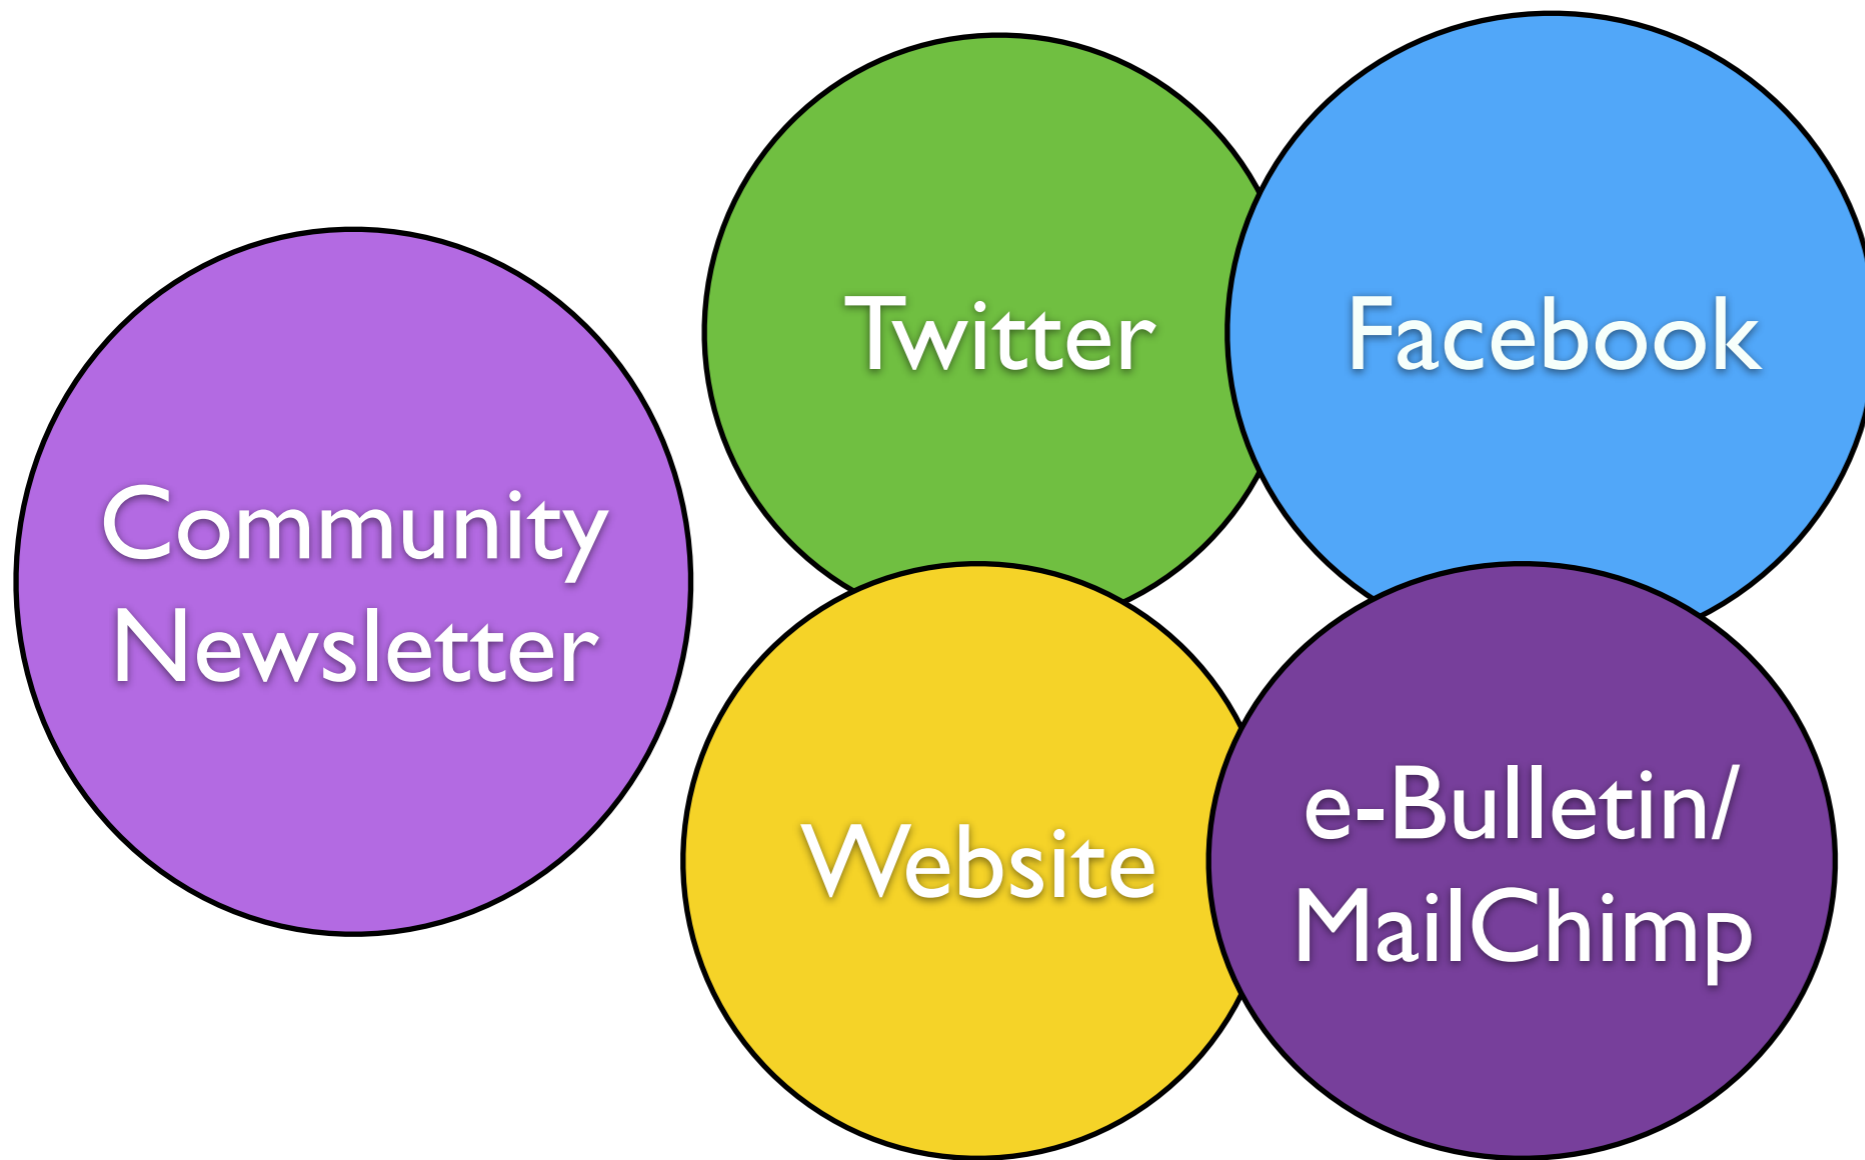 Community
Newsletter
Twitter
Facebook
Website
e-Bulletin/
MailChimp